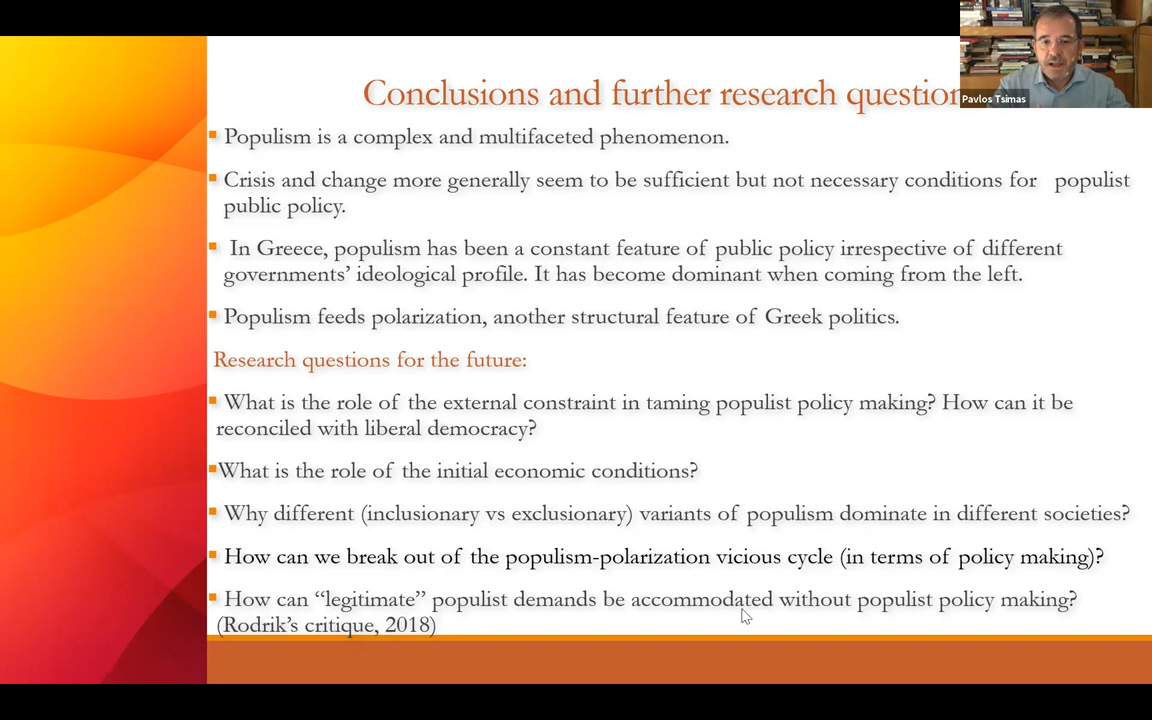 Conclusions and further research question
Pavlos Tsimas
Populism is a complex and multifaceted phenomenon.
Crisis and change more generally seem to be sufficient but not necessary conditions for populist
public policy.
In Greece, populism has been a constant feature of public policy irrespective of different
governments’ ideological profile. It has become dominant when coming from the left.
Populism feeds polarization, another structural feature of Greek politics.
Research questions for the future:
What is the role of the external constraint in taming populist policy making? How can it be
reconciled with liberal democracy?
What is the role of the initial economic conditions?
Why different (inclusionary vs exclusionary) variants of populism dominate in different societies?
How can we break out of the populism-polarization vicious cycle (in terms of policy making)?
How can “legitimate” populist demands be accommodated without populist policy making?
(Rodrik’s critique, 2018)